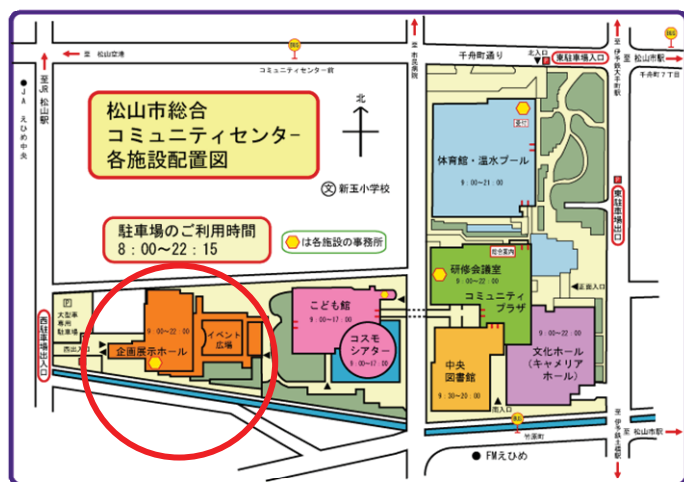 至 松山空港
BUS
コミュニティセンター前
至 市民病院
千舟町通り
北入口
P
東駐車場入口
至 伊予鉄大手町駅
BUS
至 松山市駅
千舟町7丁目
至JR 松山駅
JA えひめ中央
松山市総合
コミュニティセンター
各施設配置図
北
文 新玉小学校
駐車場のご利用時間
8:00〜22:15
は各施設の事務所
受付
体育館・温水プール
9:00〜21:00
P
東駐車場出口
総合案内
研修会議室
9:00〜22:00
コミュニティ
プラザ
正面入口
P
大型車
専用
駐車場
西出入口
西駐車場出入口
9:00〜22:00
企画展示ホール
イベント
広場
こども館
9:00〜17:00
コスモ
シアター
9:00〜17:00
中央
図書館
9:30〜20:00
9:00〜22:00
文化ホール
(キャメリア
ホール)
南入口
BUS
竹原町
FMえひめ
至 伊予鉄土橋駅
至 松山市駅